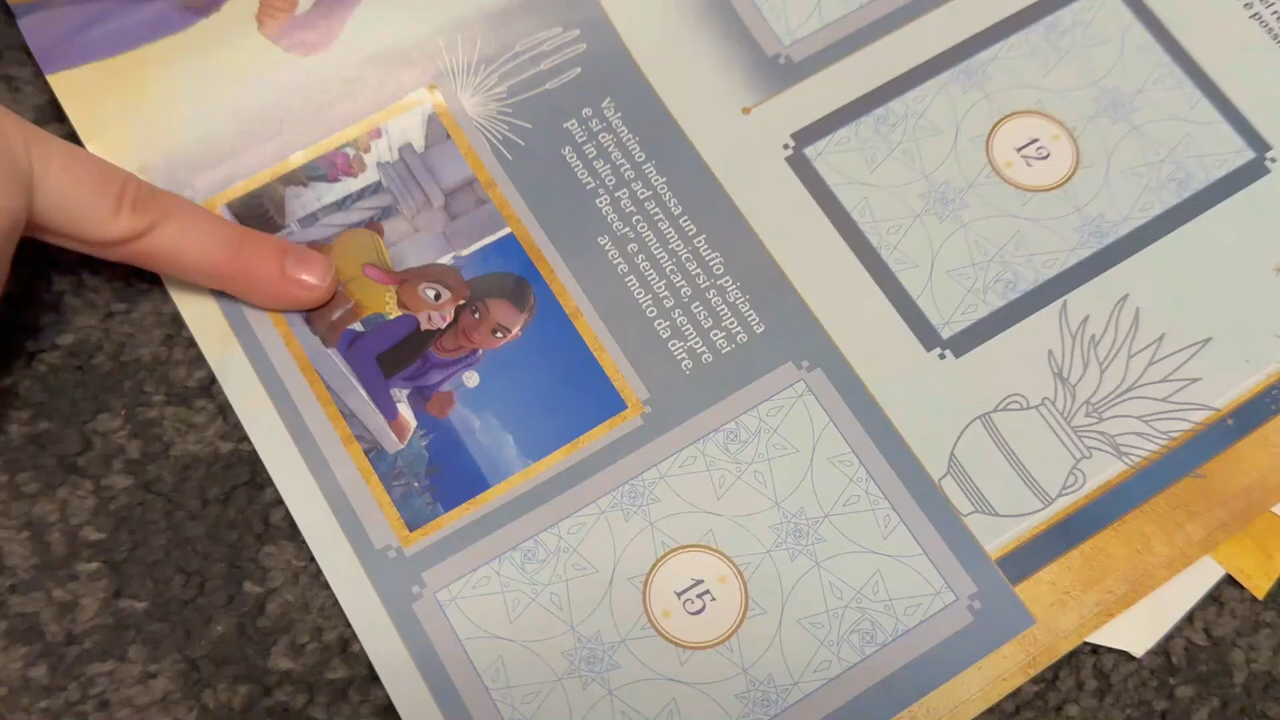 Valentino indossa un buffo pigiama
e si diverte ad arrampicarsi sempre
più in alto. Per comunicare, usa dei
sonori “Beee!” e sembra sempre
avere molto da dire.
12
15